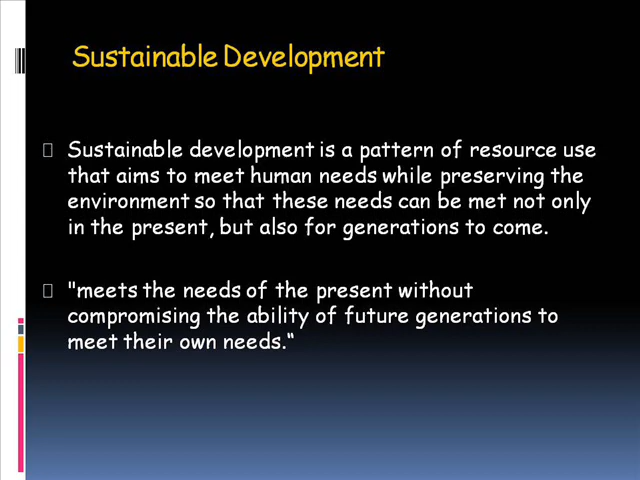 Sustainable Development
Sustainable development is a pattern of resource use
that aims to meet human needs while preserving the
environment so that these needs can be met not only
in the present, but also for generations to come.
"meets the needs of the present without
compromising the ability of future generations to
meet their own needs.“